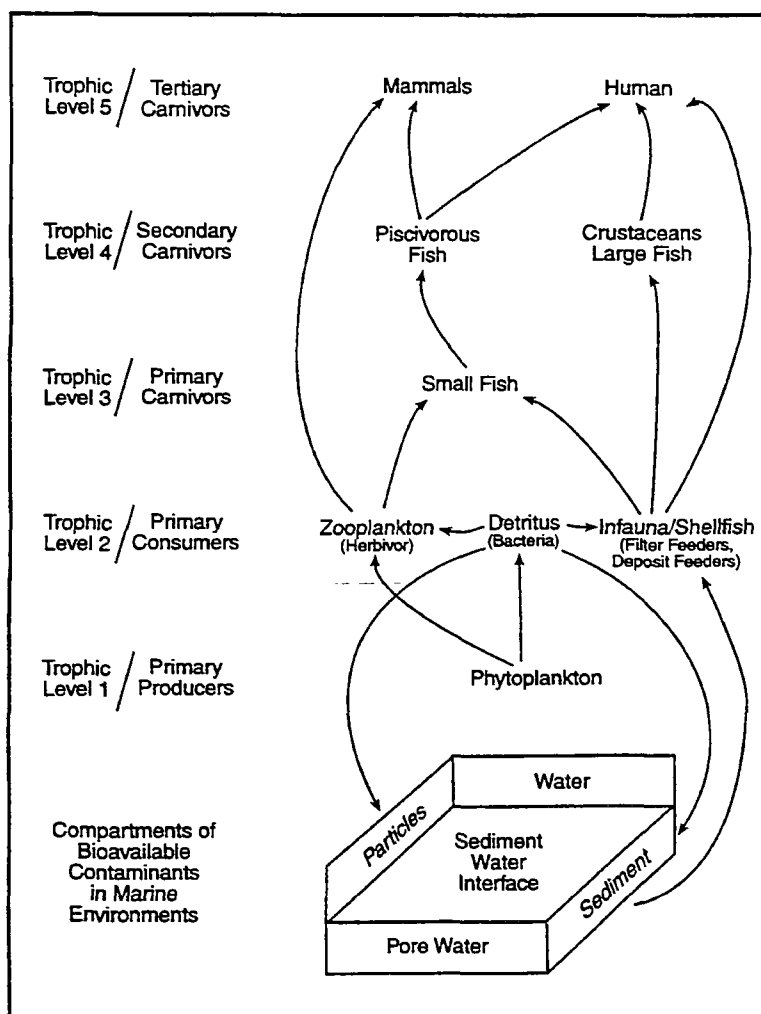 Trophic Level 5 / Tertiary Carnivors
Mammals
Human
Trophic Level 4 / Secondary Carnivors
Piscivorous
Fish
Crustaceans
Large Fish
Trophic Level 3 / Primary Carnivors
Small Fish
Trophic Level 2 / Primary Consumers
Zooplankton
(Herbivor)
Detritus
(Bacteria)
Infauna/Shellfish
(Filter Feeders,
Deposit Feeders)
Trophic Level 1 / Primary Producers
Phytoplankton
Compartments of
Bioavailable
Contaminants
in Marine
Environments
Water
Particles
Sediment
Water
Interface
Sediment
Pore Water